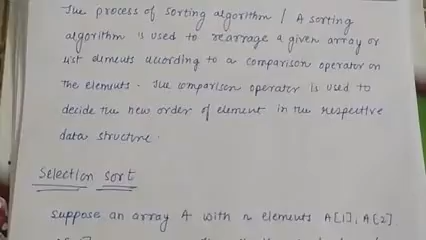 The process of sorting algorithm / A sorting
algorithm is used to rearrage a given array or
list elements according to a comparison operator on
the elements. The comparison operator is used to
decide the new order of element in the respective
data structure.
Selection sort
suppose an array A with n elements A[1], A[2]